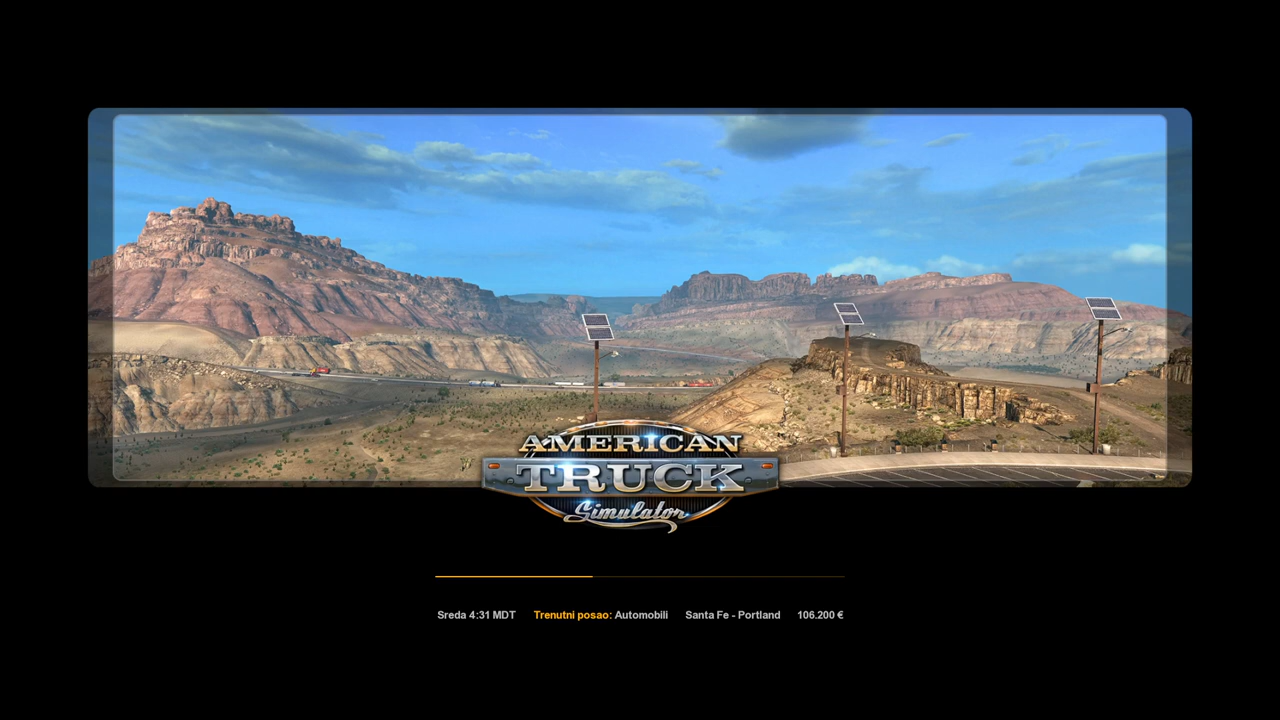 AMERICAN
TRUCK
Simulator
Sreda 4:31 MDT Trenutni posao: Automobili Santa Fe - Portland 106.200 €